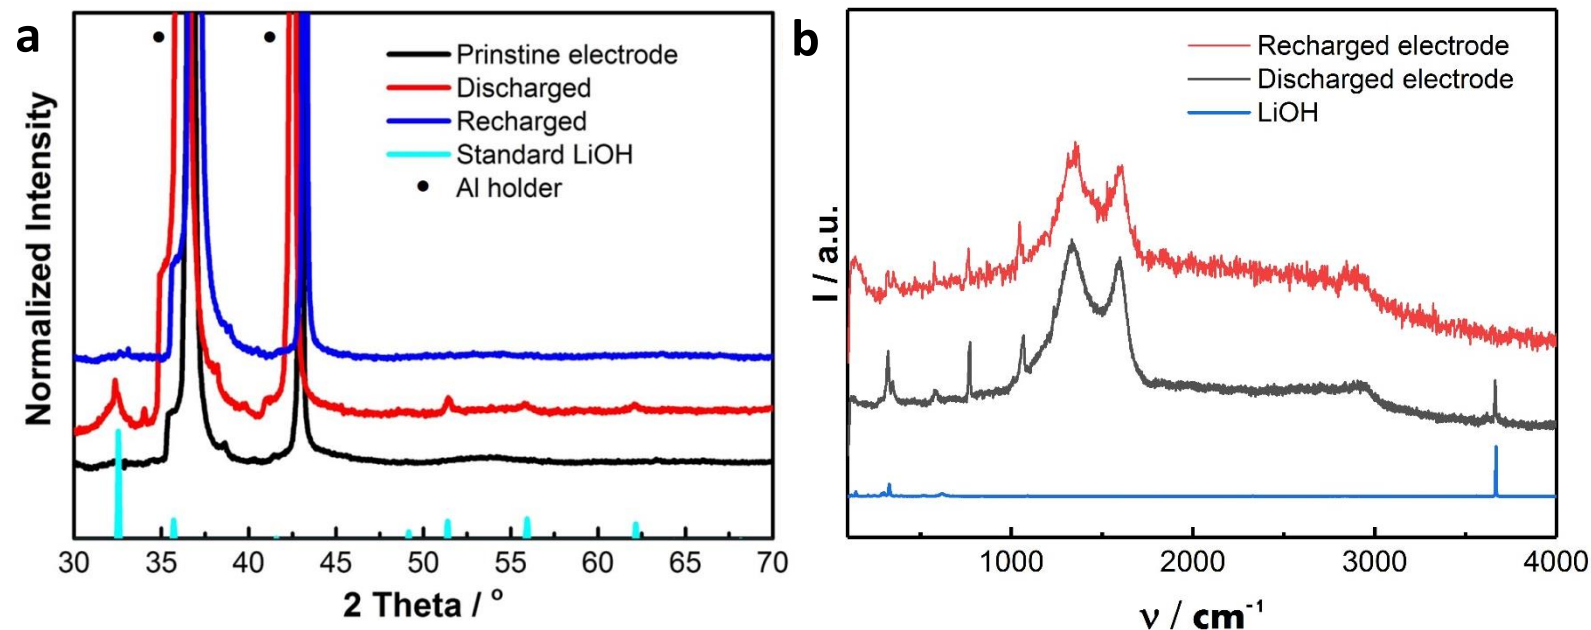 a
Prinstine electrode
Discharged
Recharged
Standard LiOH
Al holder
Normalized Intensity
30 35 40 45 50 55 60 65 70
2 Theta / °
b
Recharged electrode
Discharged electrode
LiOH
I / a.u.
1000 2000 3000 4000
ν / cm⁻¹